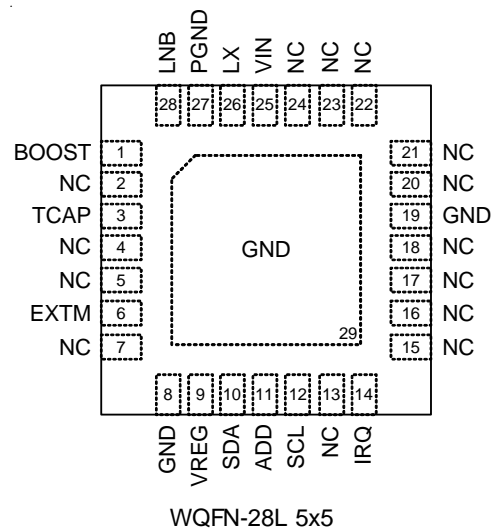 LNB PGND LX VIN NC NC NC
28 27 26 25 24 23 22
BOOST 1 21 NC
NC 2 20 NC
TCAP 3 19 GND
NC 4 GND 18 NC
NC 5 17 NC
EXTM 6 16 NC
NC 7 29 15 NC
8 9 10 11 12 13 14
GND VREG SDA ADD SCL NC IRQ
WQFN-28L 5x5